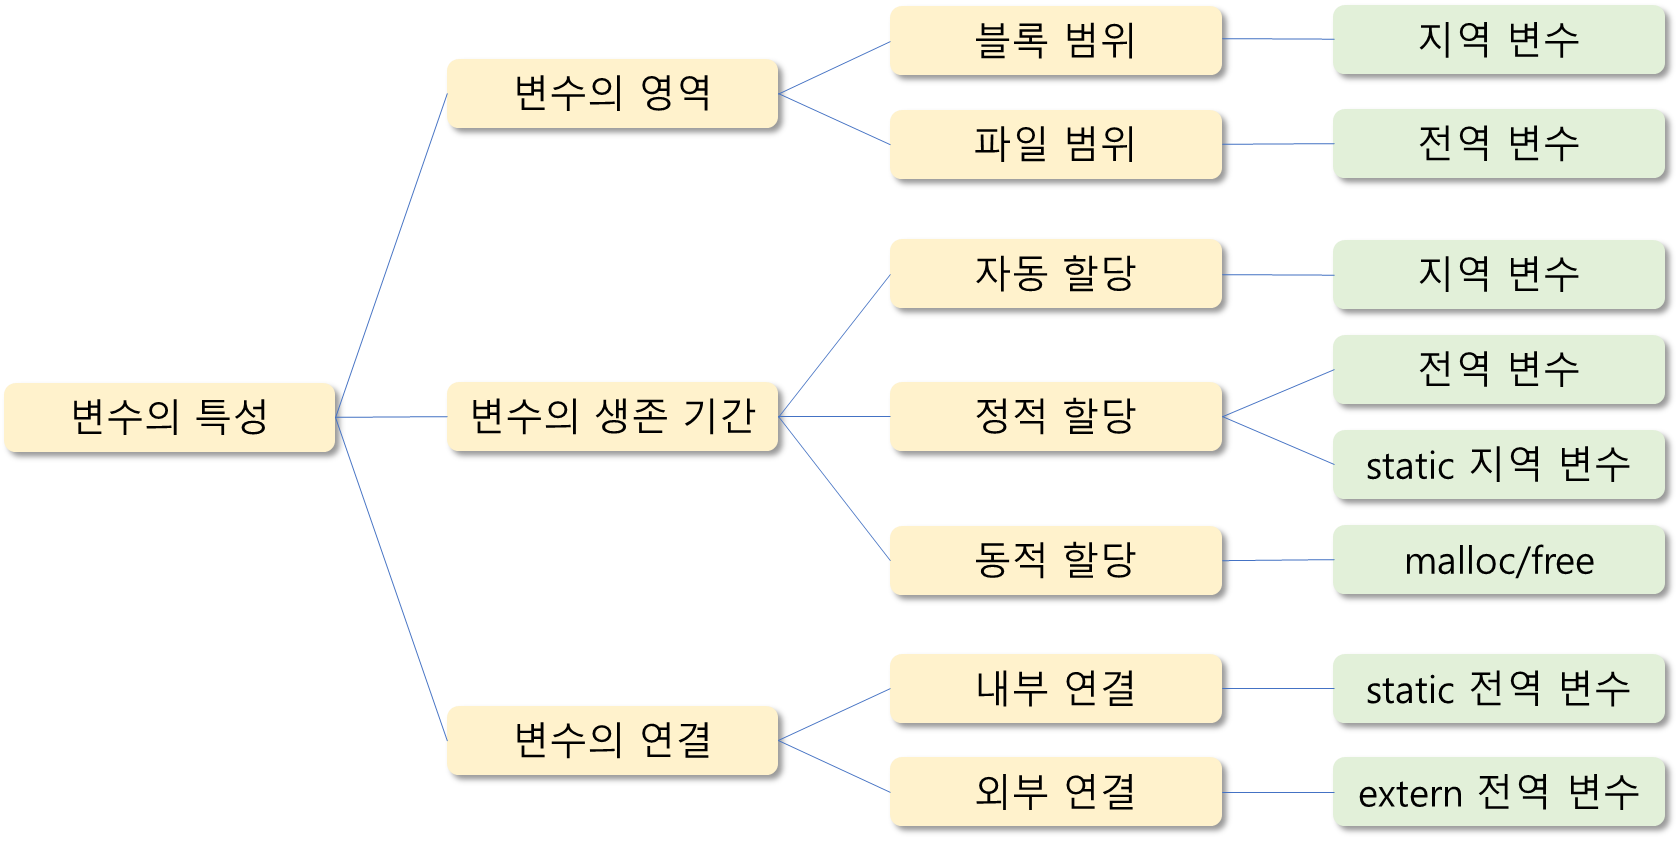 변수의 특성
변수의 영역
블록 범위
지역 변수
파일 범위
전역 변수
변수의 생존 기간
자동 할당
지역 변수
정적 할당
전역 변수
static 지역 변수
동적 할당
malloc/free
변수의 연결
내부 연결
static 전역 변수
외부 연결
extern 전역 변수